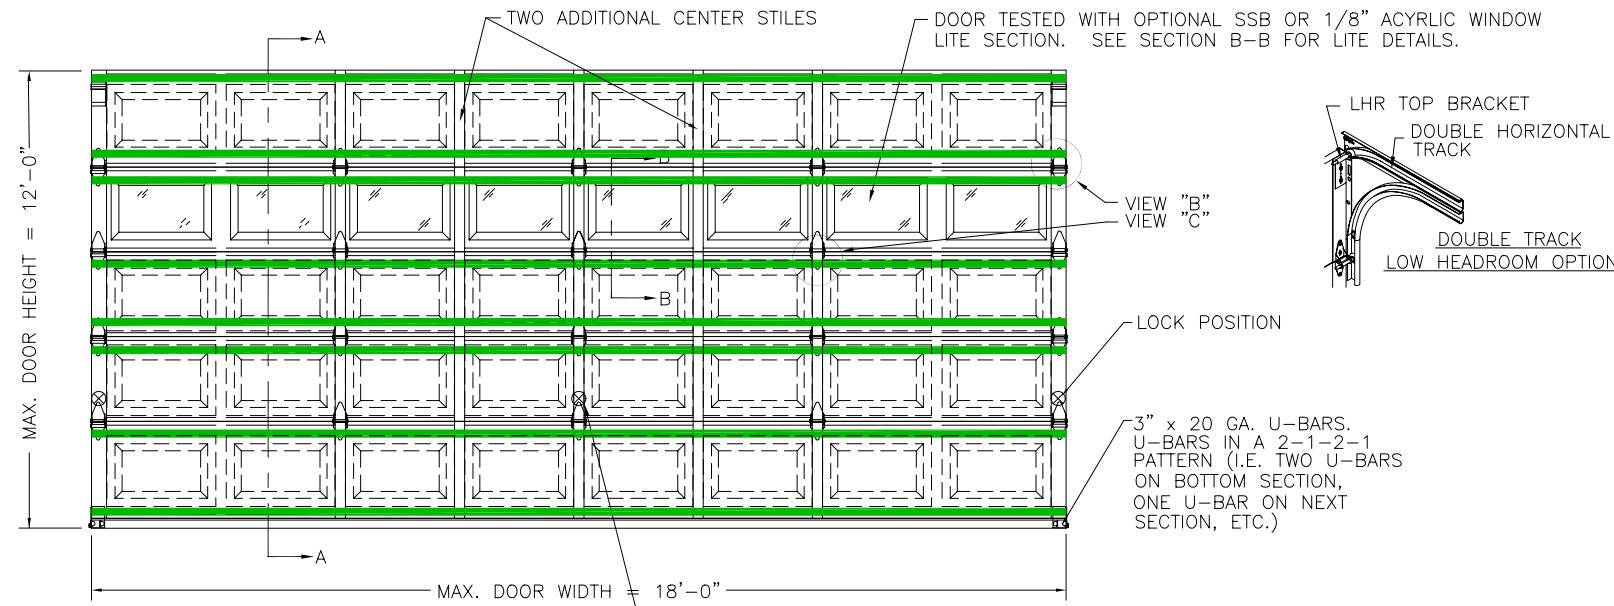 A
TWO ADDITIONAL CENTER STILES
DOOR TESTED WITH OPTIONAL SSB OR 1/8" ACYRLIC WINDOW
LITE SECTION. SEE SECTION B-B FOR LITE DETAILS.
LHR TOP BRACKET
DOUBLE HORIZONTAL
TRACK
MAX. DOOR HEIGHT = 12'-0"
VIEW "B"
VIEW "C"
DOUBLE TRACK
LOW HEADROOM OPTION
B
LOCK POSITION
3" x 20 GA. U-BARS.
U-BARS IN A 2-1-2-1
PATTERN (I.E. TWO U-BARS
ON BOTTOM SECTION,
ONE U-BAR ON NEXT
SECTION, ETC.)
A
MAX. DOOR WIDTH = 18'-0"